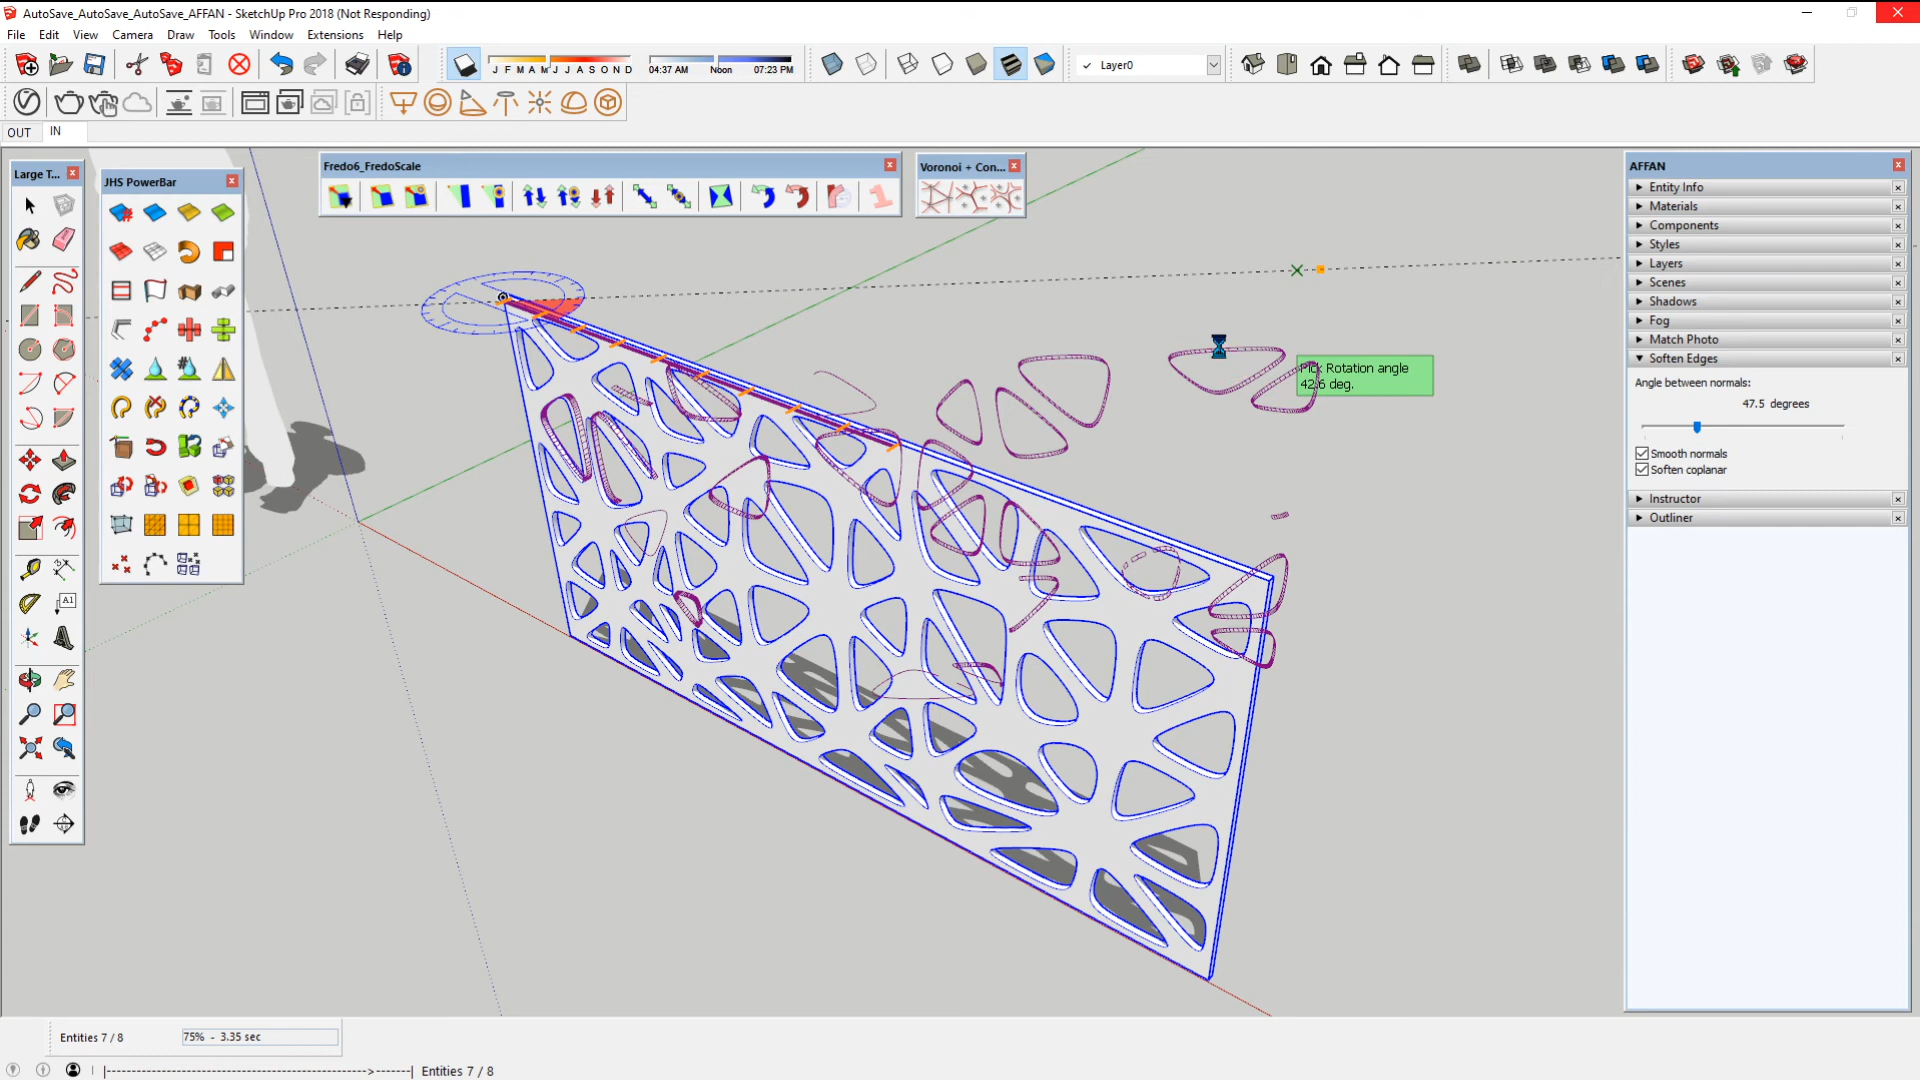 AutoSave_AutoSave_AutoSave_AFFAN - SketchUp Pro 2018 (Not Responding)
File Edit View Camera Draw Tools Window Extensions Help
J F M A M J J A S O N D
04:37 AM Noon 07:23 PM
Layer0
OUT IN
Large T...
JHS PowerBar
Fredo6_FredoScale
Voronoi + Con...
A1
Pick Rotation angle
42.6 deg.
AFFAN
Entity Info
Materials
Components
Styles
Layers
Scenes
Shadows
Fog
Match Photo
Soften Edges
Angle between normals:
47.5 degrees
Smooth normals
Soften coplanar
Instructor
Outliner
Entities 7 / 8
75% - 3.35 sec
|----------------------------------------------->-------| Entities 7 / 8